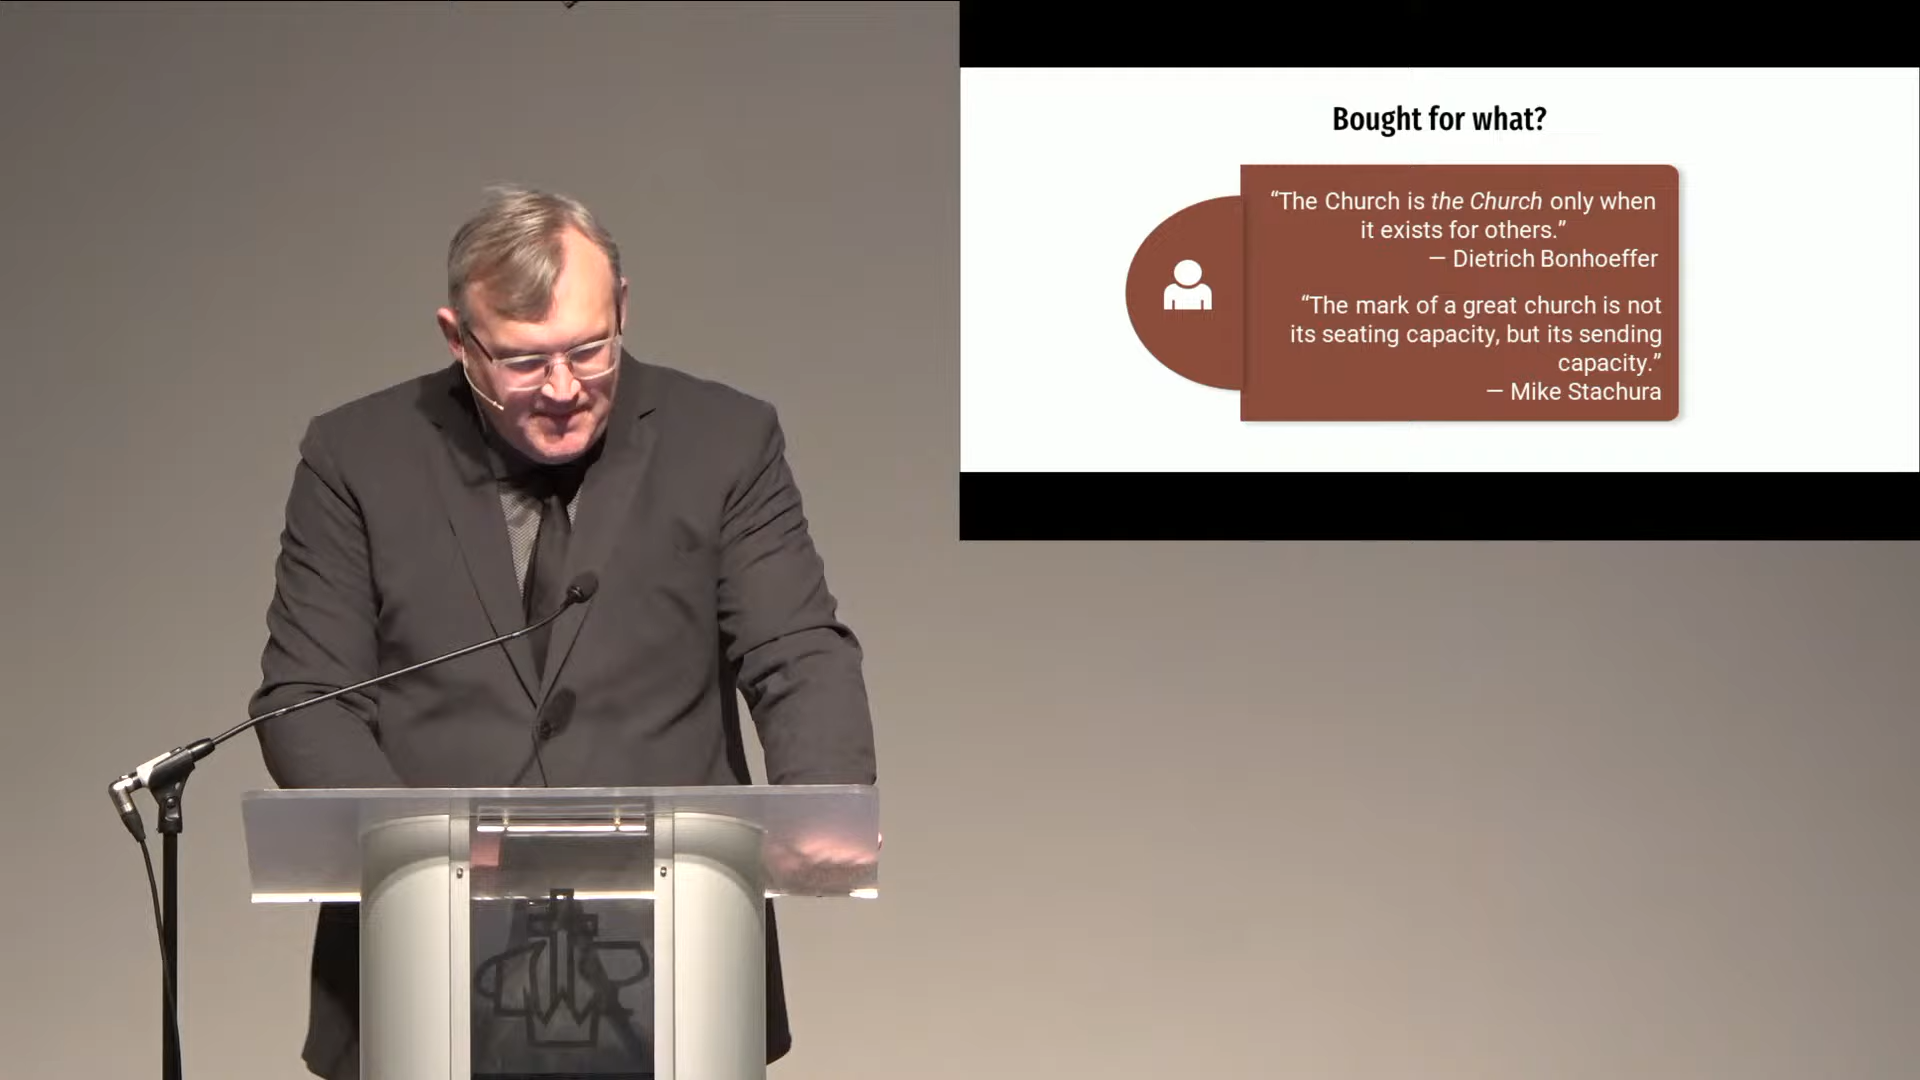 Bought for what?
“The Church is the Church only when
it exists for others.”
— Dietrich Bonhoeffer
“The mark of a great church is not
its seating capacity, but its sending
capacity.”
— Mike Stachura